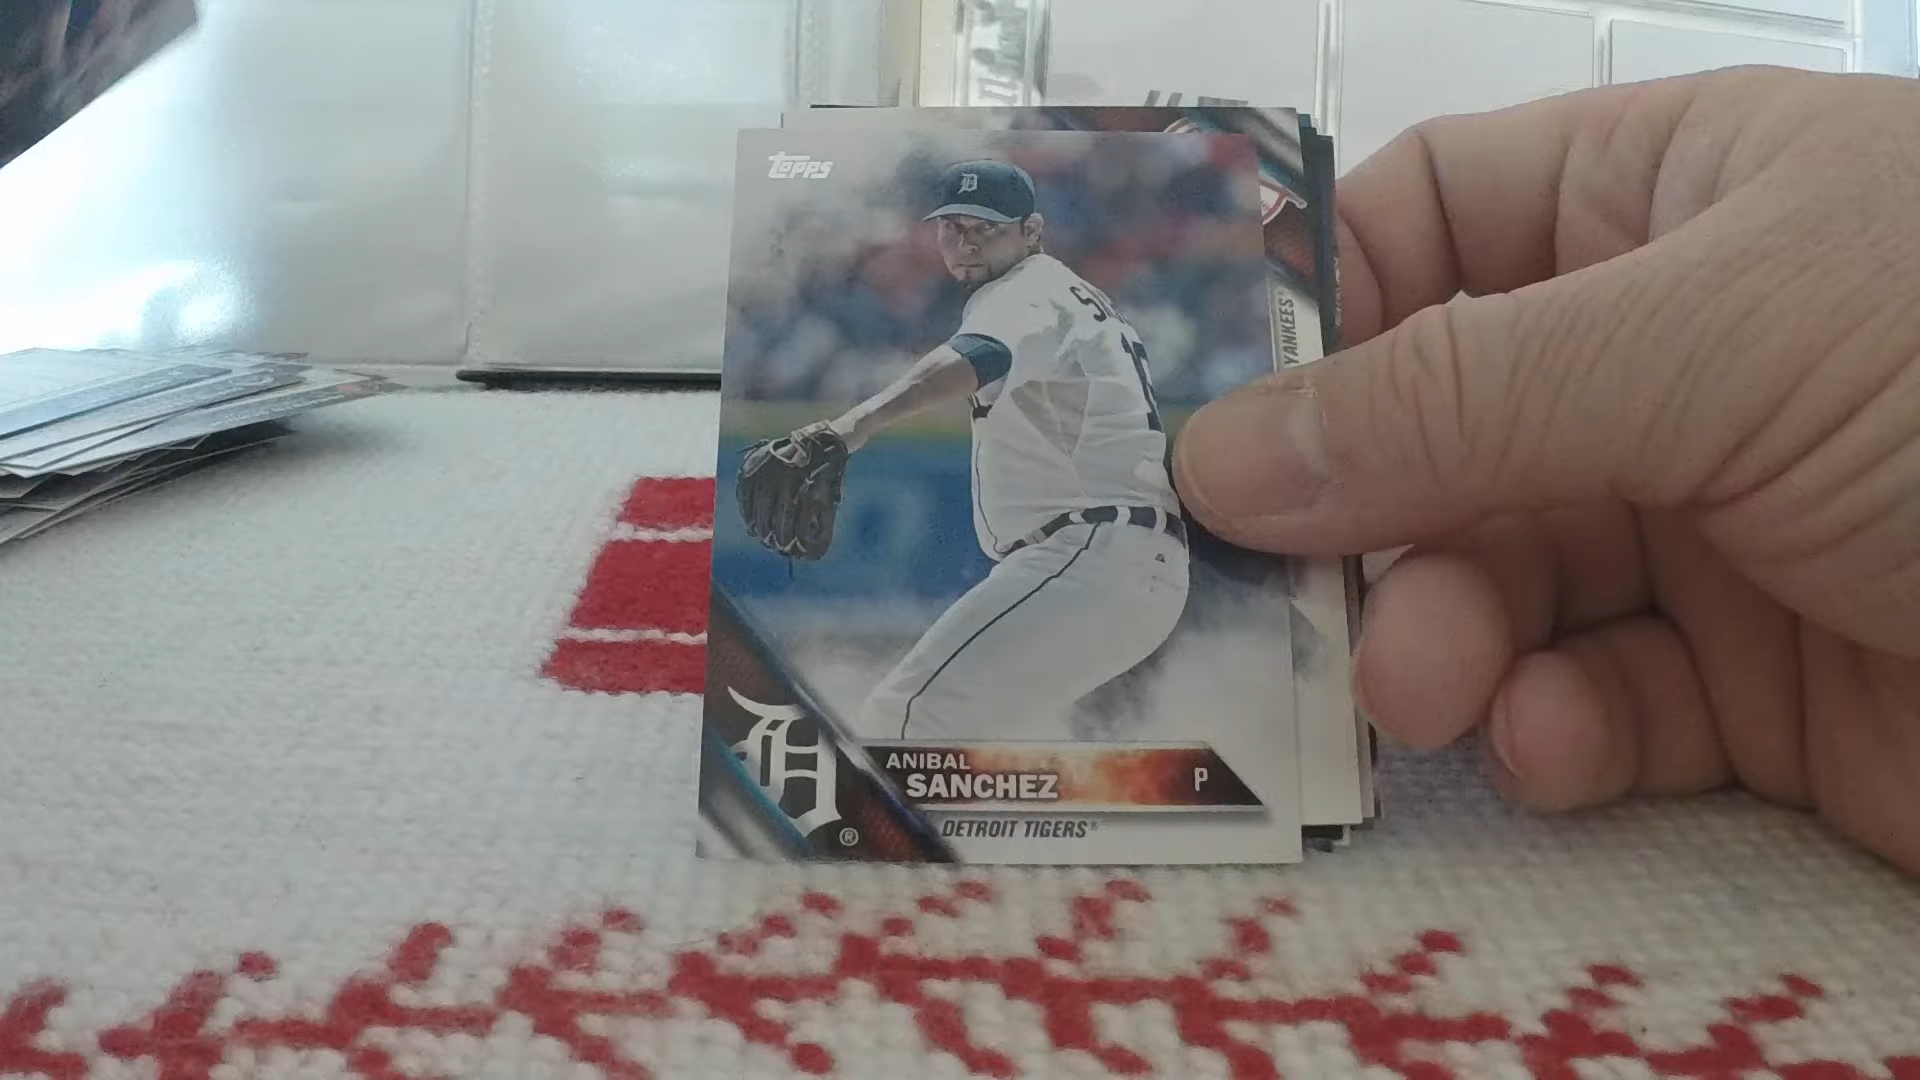 topps
D
YANKEES
ANIBAL
SANCHEZ
P
D ®
DETROIT TIGERS